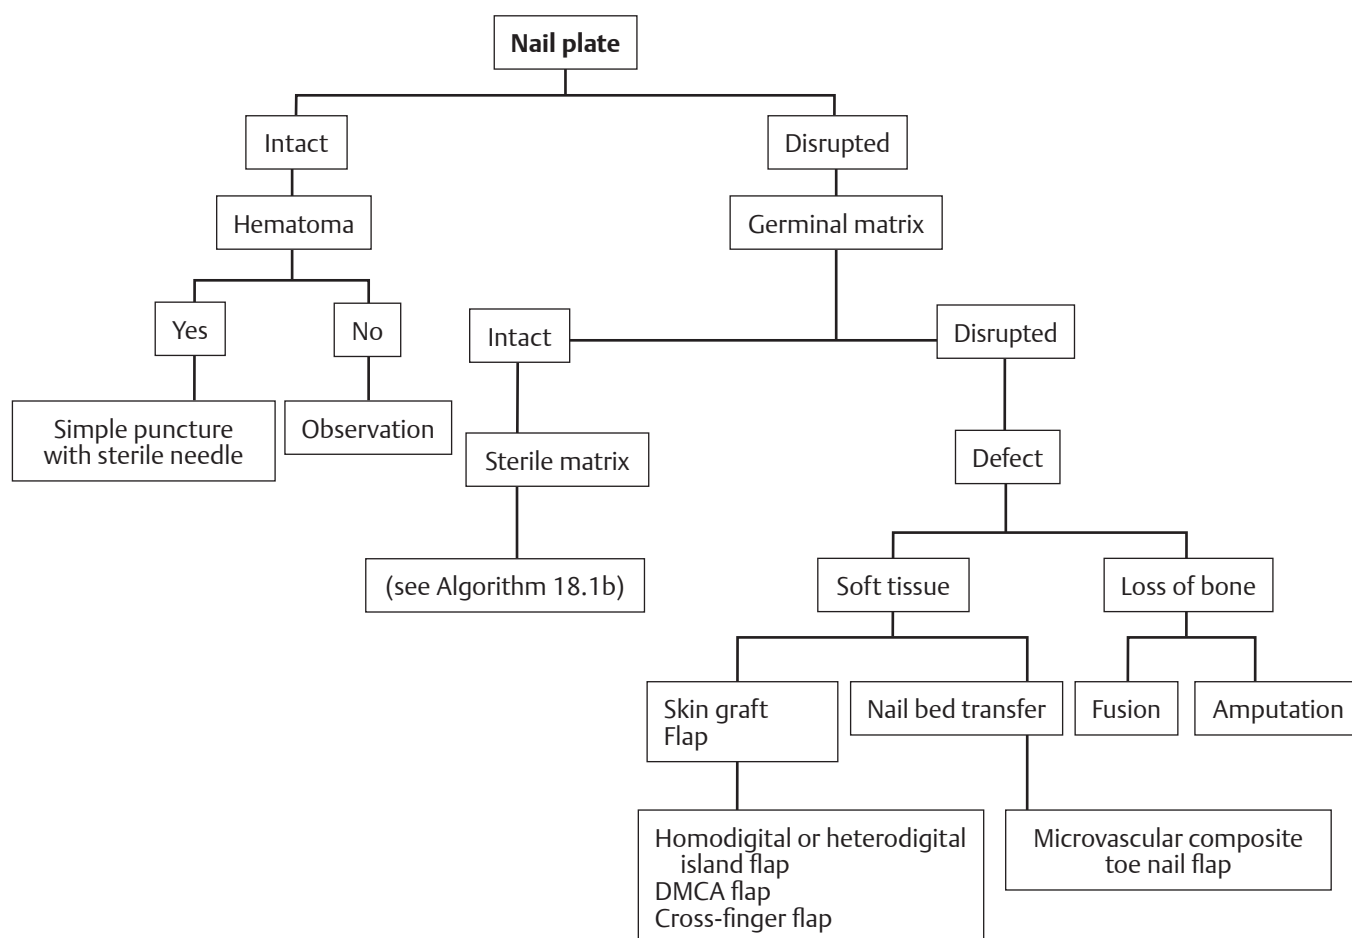 Nail plate
Intact
Disrupted
Hematoma
Germinal matrix
Yes
No
Intact
Disrupted
Simple puncture
with sterile needle
Observation
Sterile matrix
Defect
(see Algorithm 18.1b)
Soft tissue
Loss of bone
Skin graft
Flap
Nail bed transfer
Fusion
Amputation
Homodigital or heterodigital
island flap
DMCA flap
Cross-finger flap
Microvascular composite
toe nail flap